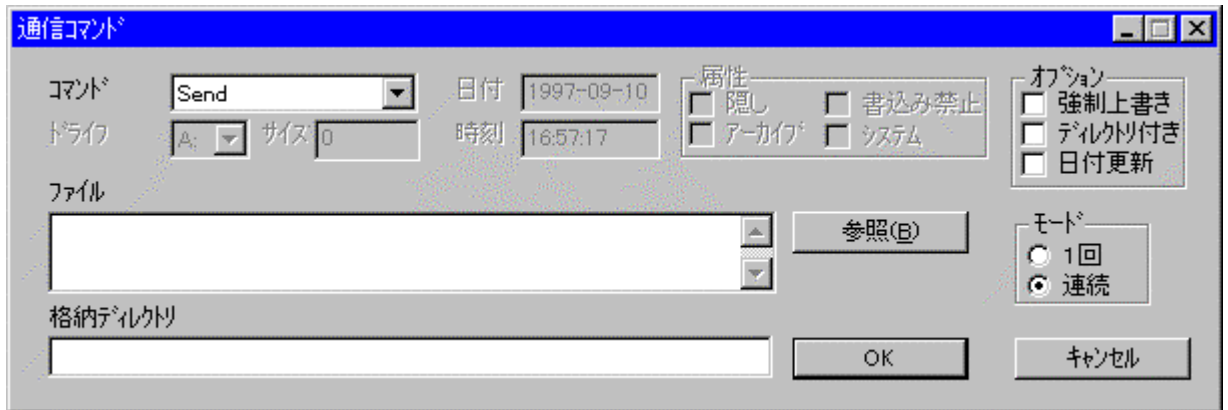 通信ｺﾏﾝﾄﾞ
ｺﾏﾝﾄﾞ
Send
日付
1997-09-10
属性
隠し
書込み禁止
ｱｰｶｲﾌﾞ
ｼｽﾃﾑ
ｵﾌﾟｼｮﾝ
強制上書き
ﾃﾞｨﾚｸﾄﾘ付き
日付更新
ﾄﾞﾗｲﾌ
A:
ｻｲｽﾞ
0
時刻
16:57:17
ﾌｧｲﾙ
参照(B)
ﾓｰﾄﾞ
1回
連続
格納ﾃﾞｨﾚｸﾄﾘ
OK
ｷｬﾝｾﾙ